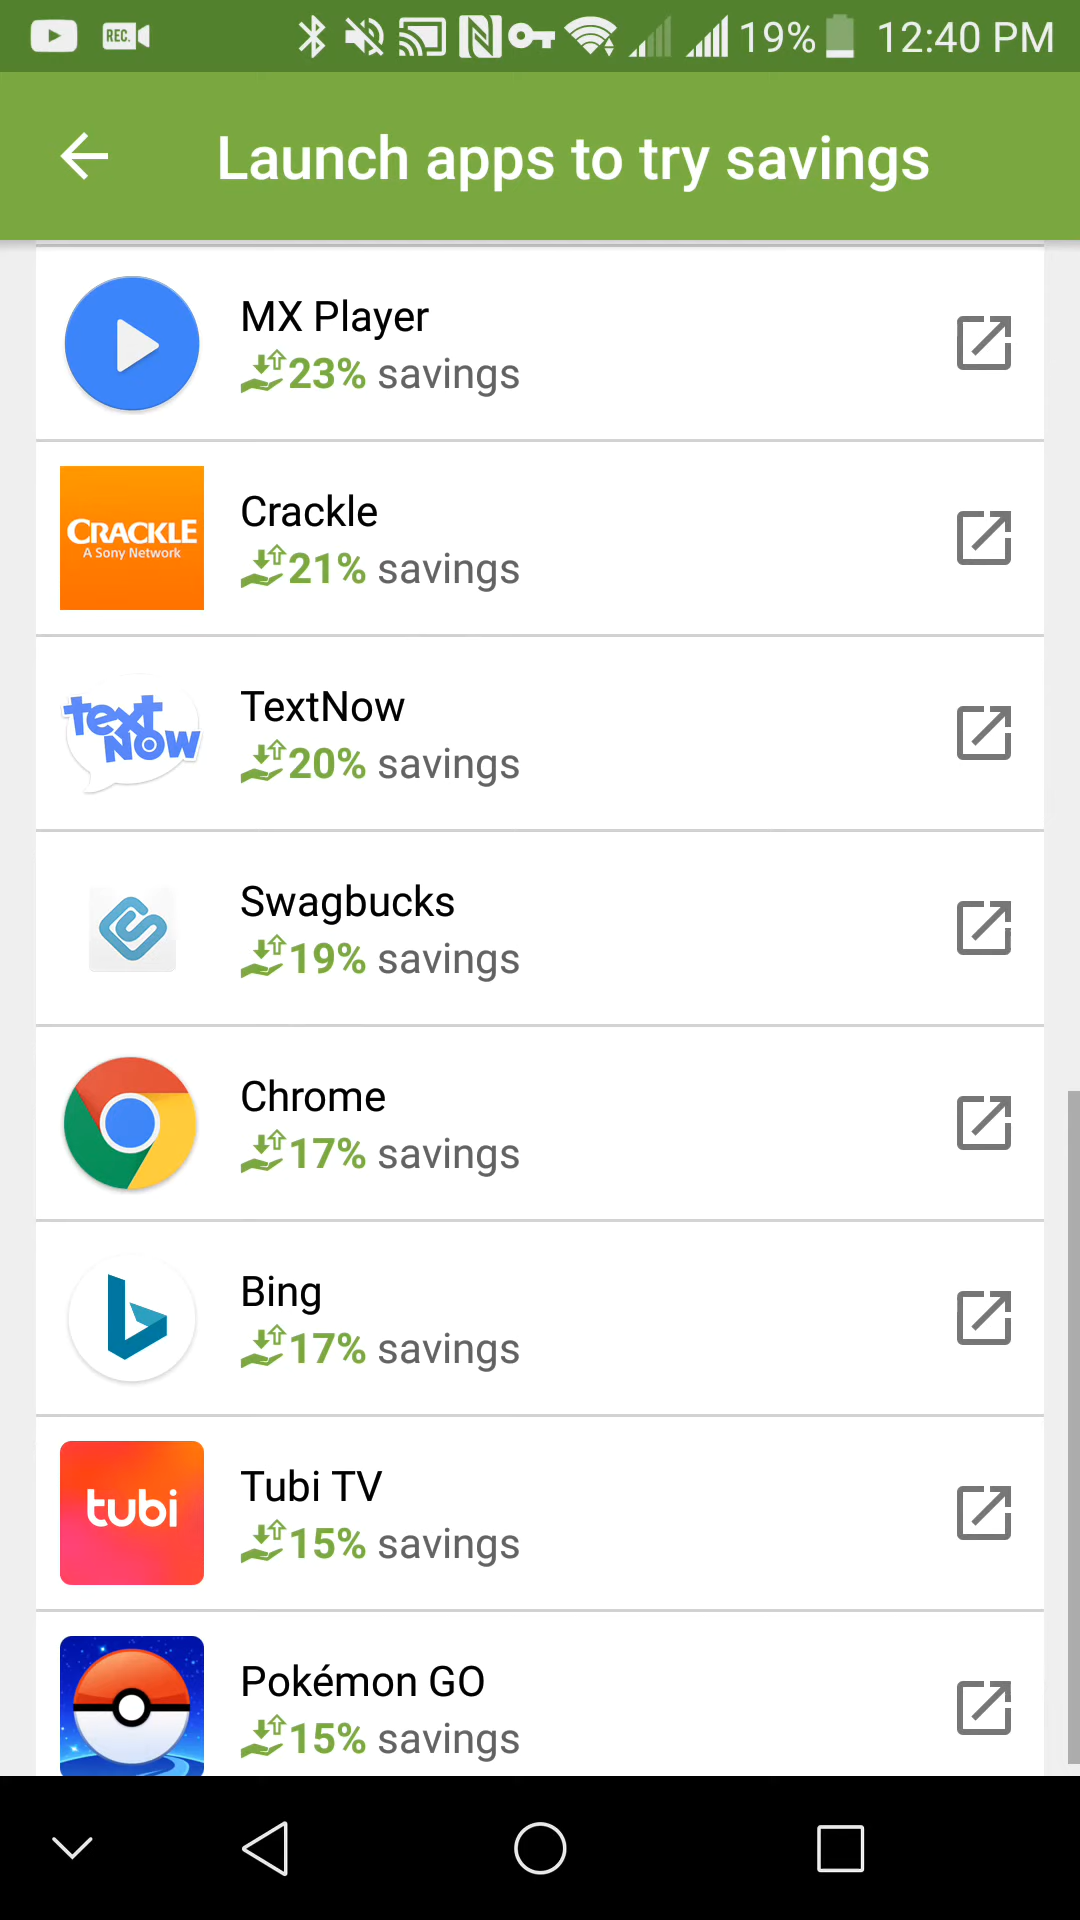 REC. 19% 12:40 PM
Launch apps to try savings
MX Player
23% savings
CRACKLE
A Sony Network
Crackle
21% savings
text
NOW
TextNow
20% savings
Swagbucks
19% savings
Chrome
17% savings
Bing
17% savings
tubi
Tubi TV
15% savings
Pokémon GO
15% savings